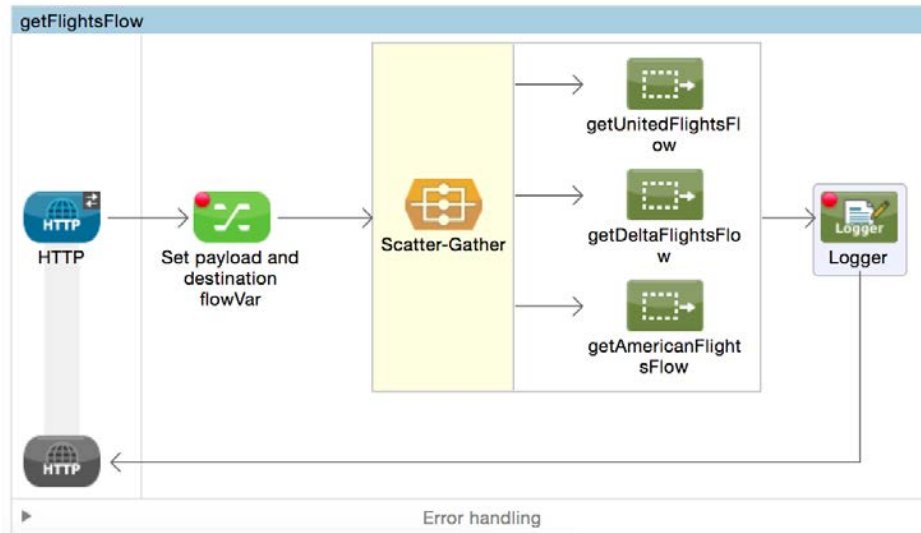 getFlightsFlow
getUnitedFlightsFl
ow
HTTP
HTTP
Set payload and
destination
flowVar
Scatter-Gather
getDeltaFlightsFlo
w
Logger
Logger
getAmericanFlight
sFlow
HTTP
Error handling